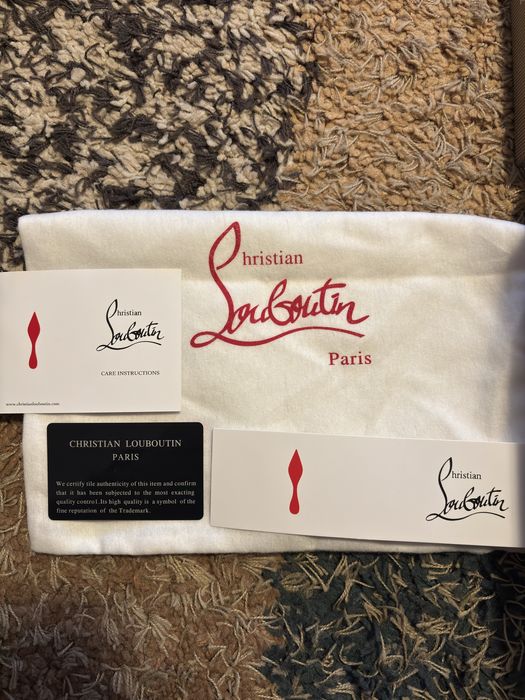 Christian
Louboutin
Paris
Christian
Louboutin
CARE INSTRUCTIONS
www.christianlouboutin.com
CHRISTIAN LOUBOUTIN
PARIS
We certify tile authenticity of this item and confirm
that it has been subjected to the most exacting
quality contro1.Its high quality is a symbol of the
fine reputation of the Trademark.
Christian
Louboutin